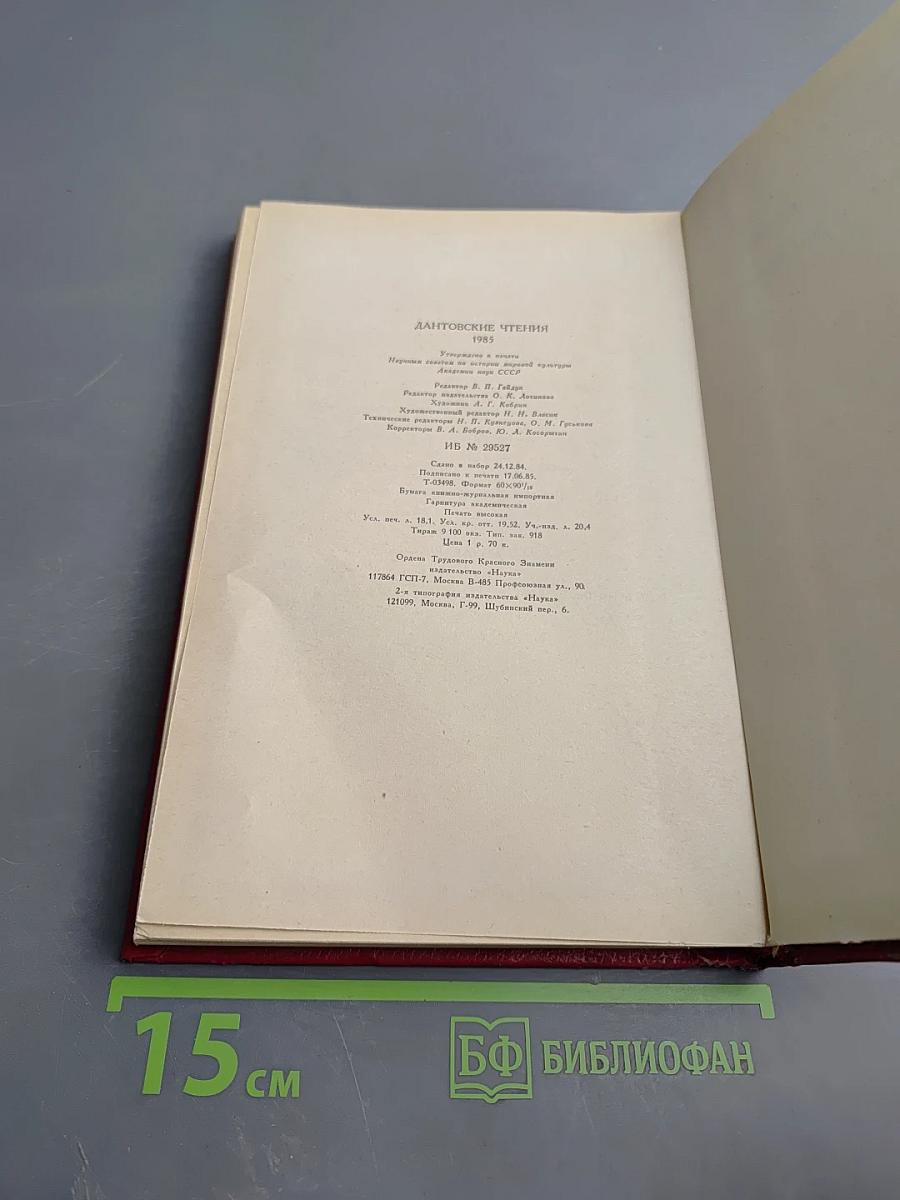 ДАНТОВСКИЕ ЧТЕНИЯ
1985
Утверждено к печати
Научным советом по истории мировой культуры
Академии наук СССР
Редактор В. П. Гайдук
Редактор издательства О. К. Логинова
Художник А. Г. Кобрин
Художественный редактор Н. Н. Власик
Технические редакторы Н. П. Кузнецова, О. М. Гуськова
Корректоры В. А. Бобров, Ю. Л. Косорыгин
ИБ № 29527
Сдано в набор 24.12.84.
Подписано к печати 17.06.85.
Т-03498. Формат 60×90¹/₁₆
Бумага книжно-журнальная импортная
Гарнитура академическая
Печать высокая
Усл. печ. л. 18,1. Усл. кр. отт. 19,52. Уч.-изд. л. 20,4
Тираж 9 100 экз. Тип. зак. 918
Цена 1 р. 70 к.
Ордена Трудового Красного Знамени
издательство «Наука»
117864 ГСП-7, Москва В-485 Профсоюзная ул., 90.
2-я типография издательства «Наука»
121099, Москва, Г-99, Шубинский пер., 6.
15 см
БФ БИБЛИОФАН